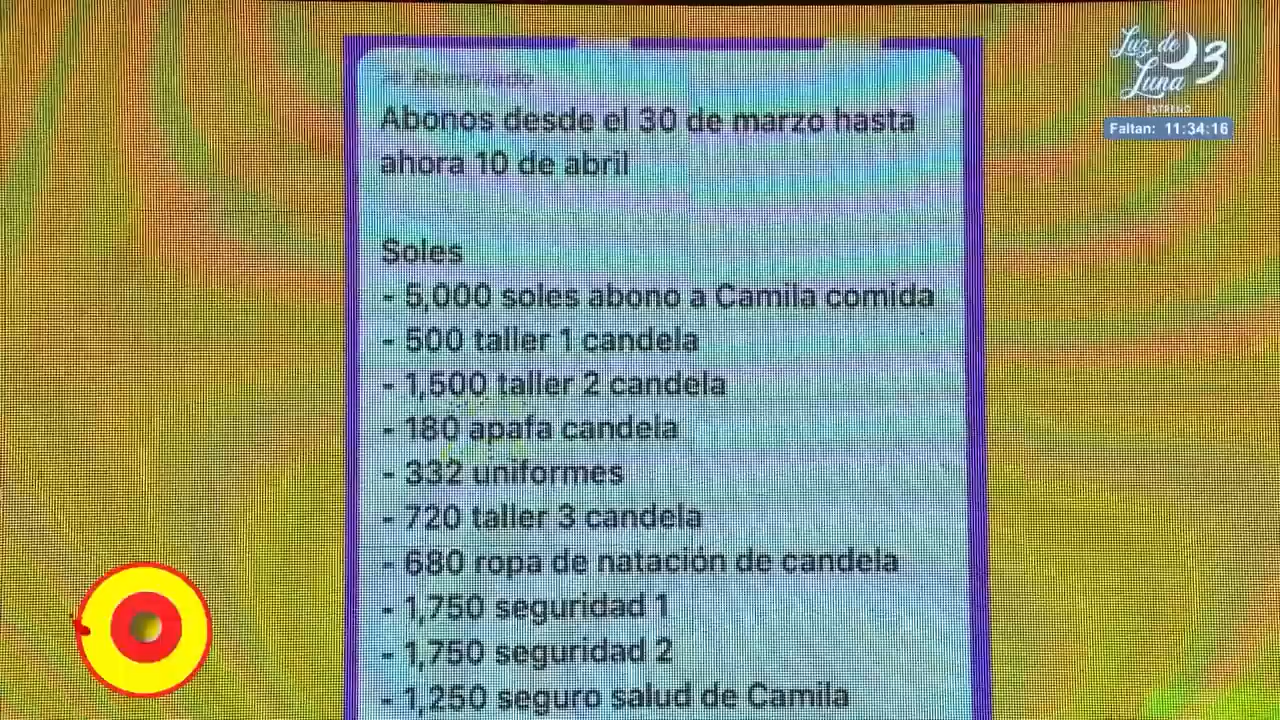 Reenviado
Abonos desde el 30 de marzo hasta
ahora 10 de abril
Soles
- 5,000 soles abono a Camila comida
- 500 taller 1 candela
- 1,500 taller 2 candela
- 180 apafa candela
- 332 uniformes
- 720 taller 3 candela
- 680 ropa de natación de candela
- 1,750 seguridad 1
- 1,750 seguridad 2
- 1,250 seguro salud de Camila
Luz de
Luna 3
ESTRENO
Faltan: 11:34:16